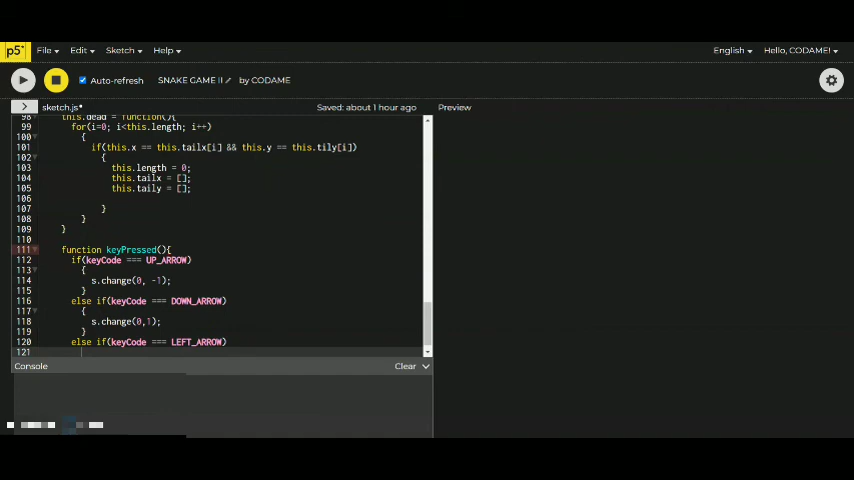 p5* File Edit Sketch Help English Hello, CODAME!
Auto-refresh SNAKE GAME II by CODAME
> sketch.js• Saved: about 1 hour ago Preview
98 this.dead = function(){
99 for(i=0; i<this.length; i++)
100 {
101 if(this.x == this.tailx[i] && this.y == this.tily[i])
102 {
103 this.length = 0;
104 this.tailx = [];
105 this.taily = [];
106
107 }
108 }
109 }
110
111 function keyPressed(){
112 if(keyCode === UP_ARROW)
113 {
114 s.change(0, -1);
115 }
116 else if(keyCode === DOWN_ARROW)
117 {
118 s.change(0,1);
119 }
120 else if(keyCode === LEFT_ARROW)
121
Console Clear